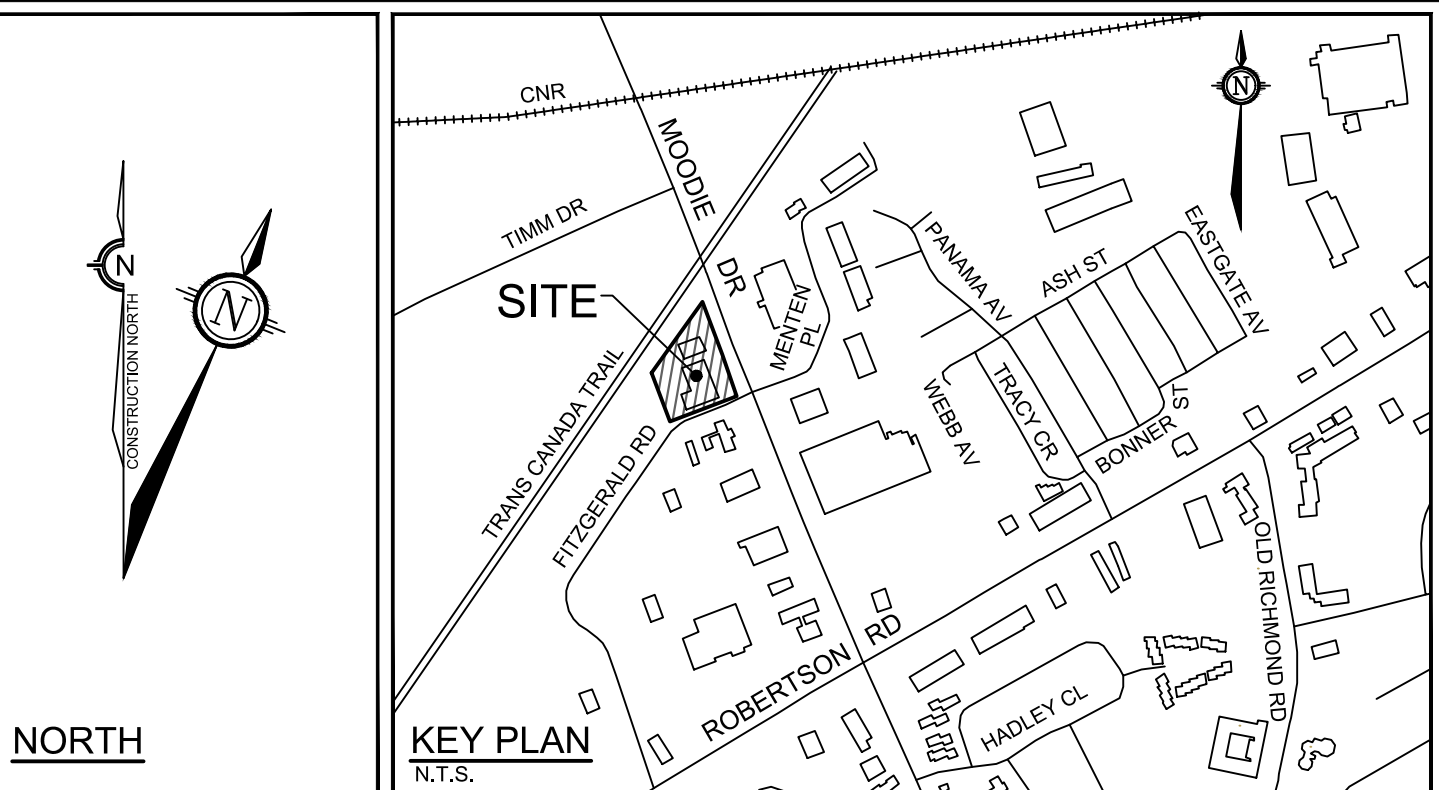 N
CONSTRUCTION NORTH
N
NORTH
CNR
MOODIE
DR
N
TIMM DR
SITE
TRANS CANADA TRAIL
FITZGERALD RD
MENTEN
PL
PANAMA AV
ASH ST
EASTGATE AV
WEBB AV
TRACY CR
BONNER
ST
OLD RICHMOND RD
ROBERTSON
RD
HADLEY CL
KEY PLAN
N.T.S.